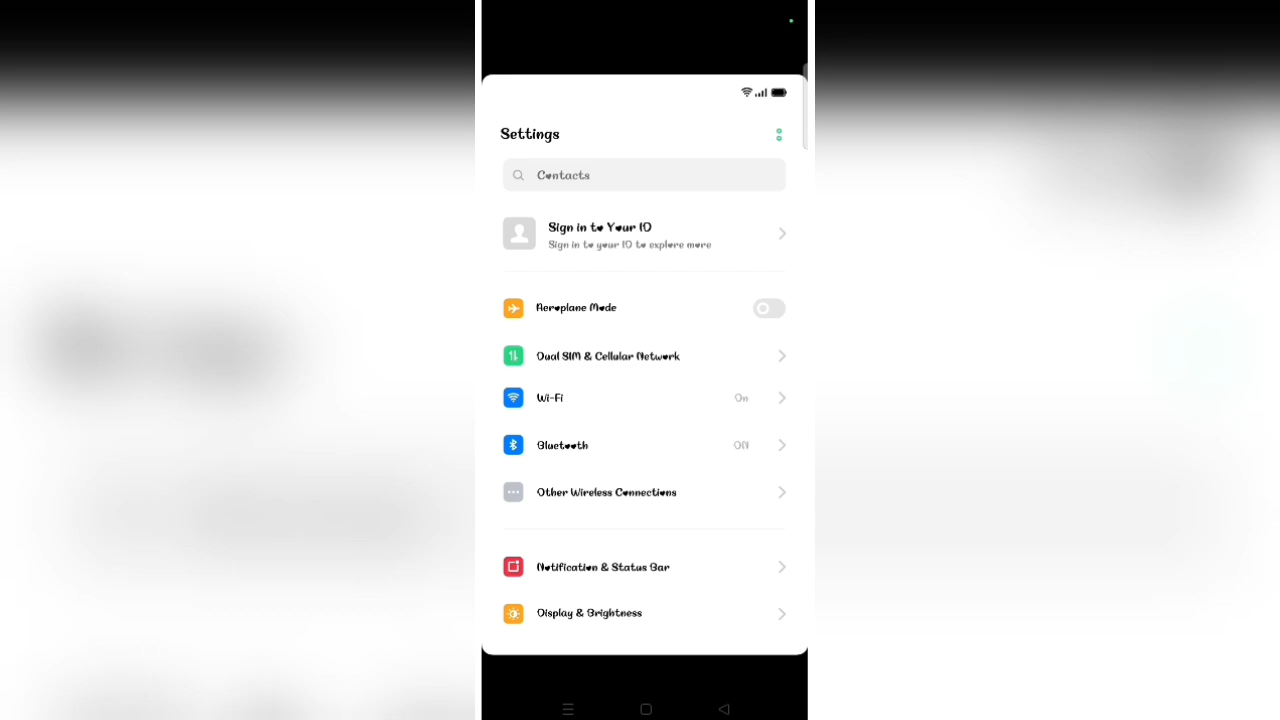 Settings
Contacts
Sign in to Your ID
Sign in to your ID to explore more
Aeroplane Mode
Dual SIM & Cellular Network
Wi-Fi On
Bluetooth ON
Other Wireless Connections
Notification & Status Bar
Display & Brightness